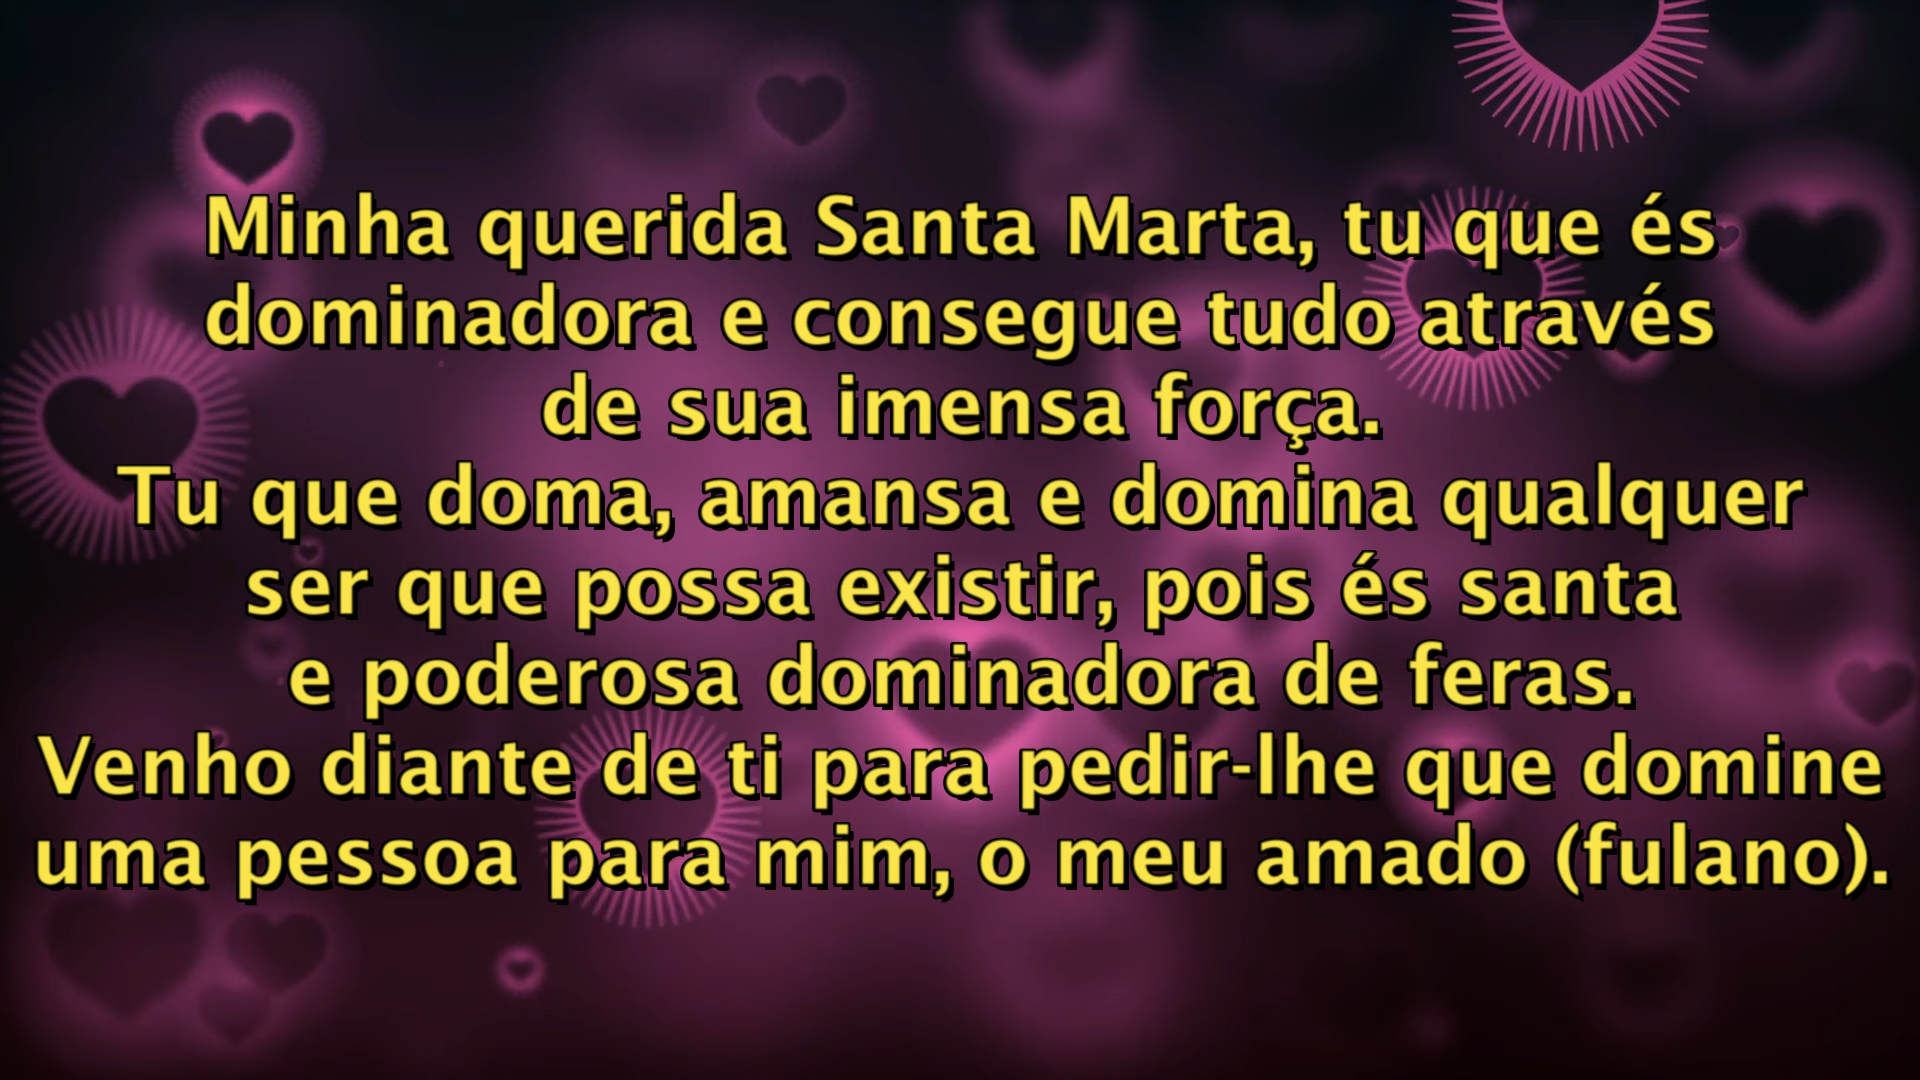 Minha querida Santa Marta, tu que és
dominadora e consegue tudo através
de sua imensa força.
Tu que doma, amansa e domina qualquer
ser que possa existir, pois és santa
e poderosa dominadora de feras.
Venho diante de ti para pedir-lhe que domine
uma pessoa para mim, o meu amado (fulano).